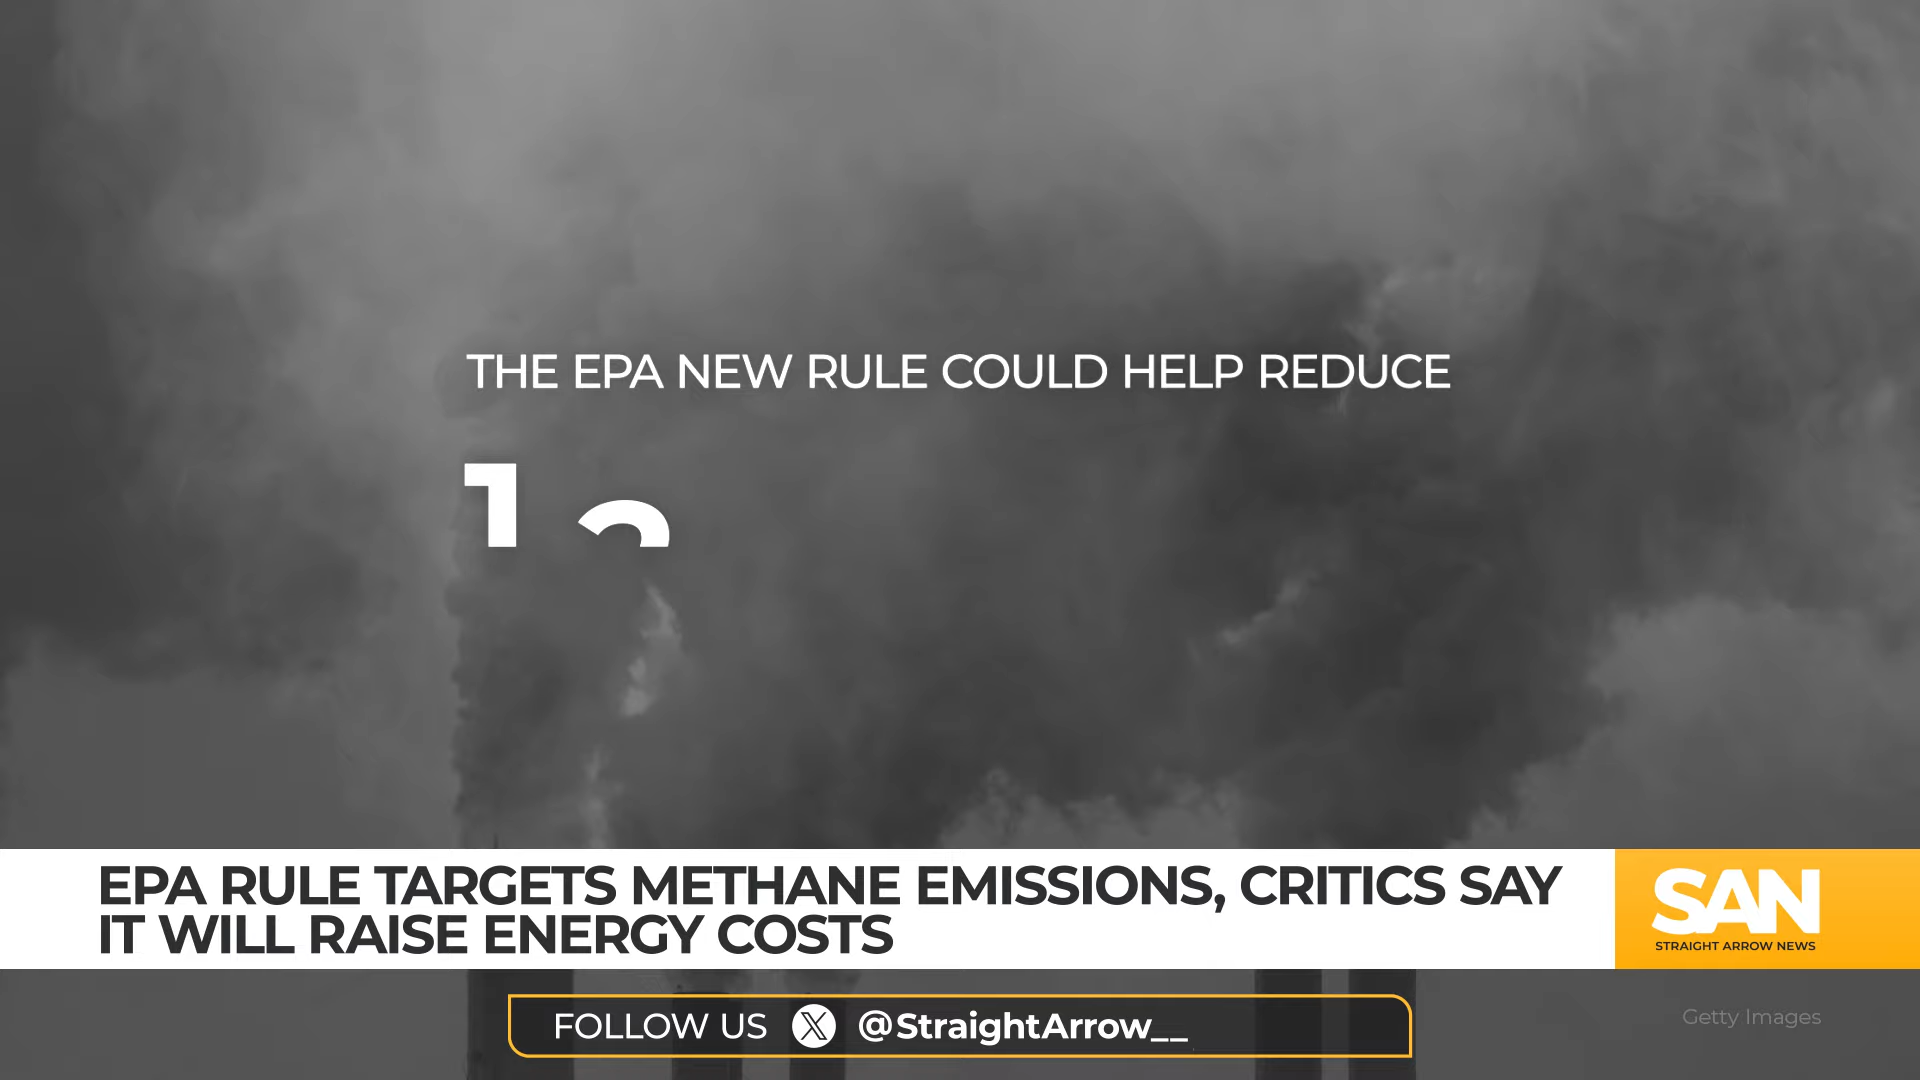 THE EPA NEW RULE COULD HELP REDUCE
EPA RULE TARGETS METHANE EMISSIONS, CRITICS SAY
IT WILL RAISE ENERGY COSTS
SAN
STRAIGHT ARROW NEWS
FOLLOW US X @StraightArrow__
Getty Images